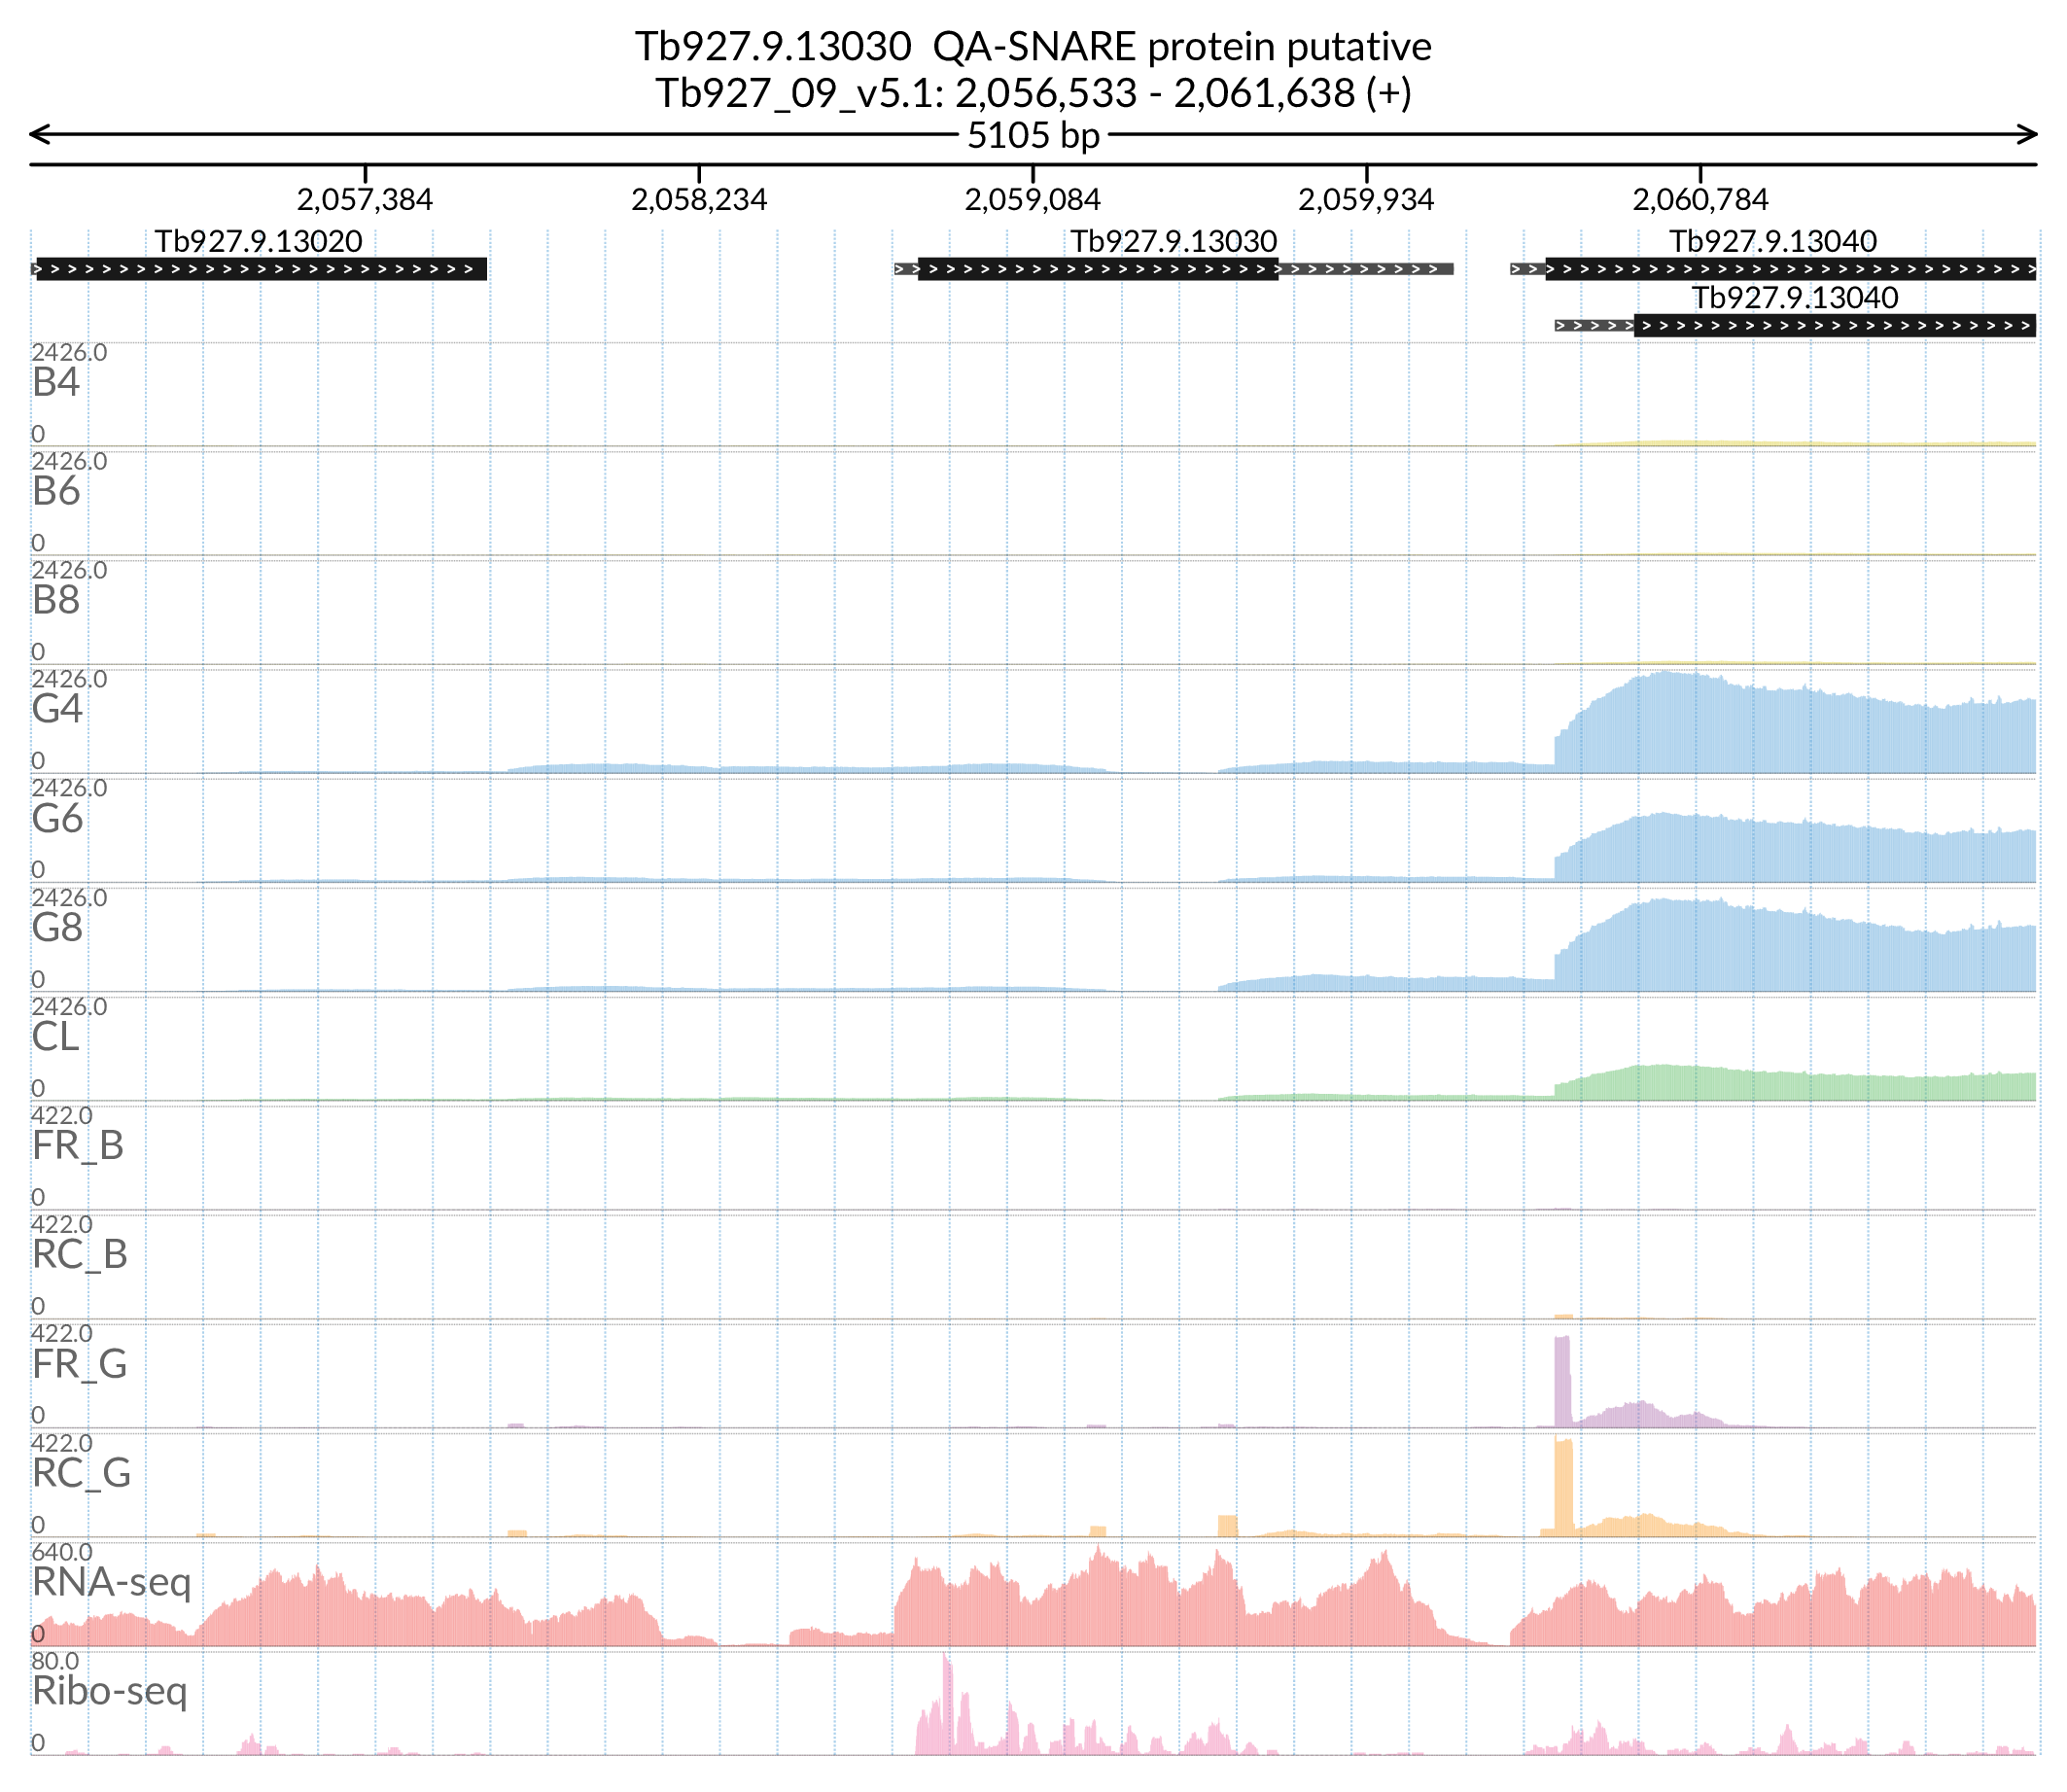 Tb927.9.13030  QA-SNARE protein putative
Tb927_09_v5.1: 2,056,533 - 2,061,638 (+)
5105 bp
2,057,384 2,058,234 2,059,084 2,059,934 2,060,784
Tb927.9.13020 Tb927.9.13030 Tb927.9.13040
Tb927.9.13040
2426.0
B4
0
2426.0
B6
0
2426.0
B8
0
2426.0
G4
0
2426.0
G6
0
2426.0
G8
0
2426.0
CL
0
422.0
FR_B
0
422.0
RC_B
0
422.0
FR_G
0
422.0
RC_G
0
640.0
RNA-seq
0
80.0
Ribo-seq
0